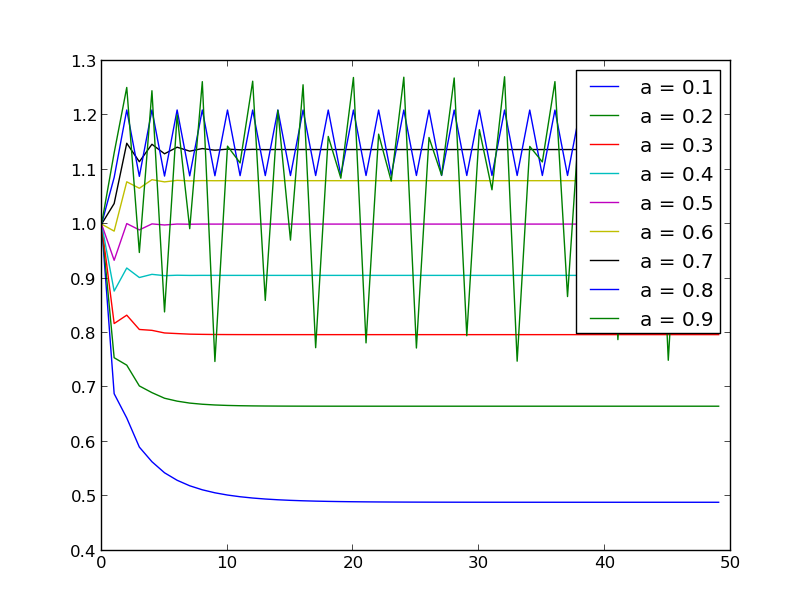 1.3
1.2
1.1
1.0
0.9
0.8
0.7
0.6
0.5
0.4
0
10
20
30
40
50
a = 0.1
a = 0.2
a = 0.3
a = 0.4
a = 0.5
a = 0.6
a = 0.7
a = 0.8
a = 0.9